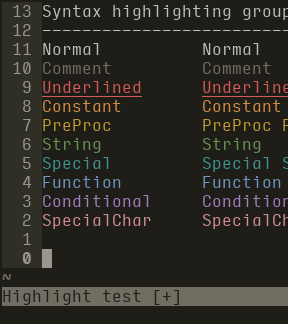 13 Syntax highlighting group
12 --------------------------
11 Normal Normal
10 Comment Comment
9 Underlined Underline
8 Constant Constant
7 PreProc PreProc P
6 String String
5 Special Special S
4 Function Function
3 Conditional Condition
2 SpecialChar SpecialCh
1
0
~
Highlight test [+]